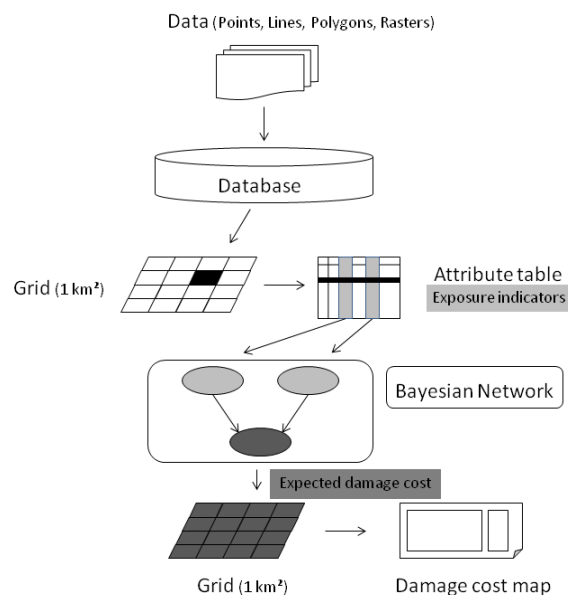 Data (Points, Lines, Polygons, Rasters)
Database
Grid (1 km²)
Attribute table
Exposure indicators
Bayesian Network
Expected damage cost
Grid (1 km²)
Damage cost map